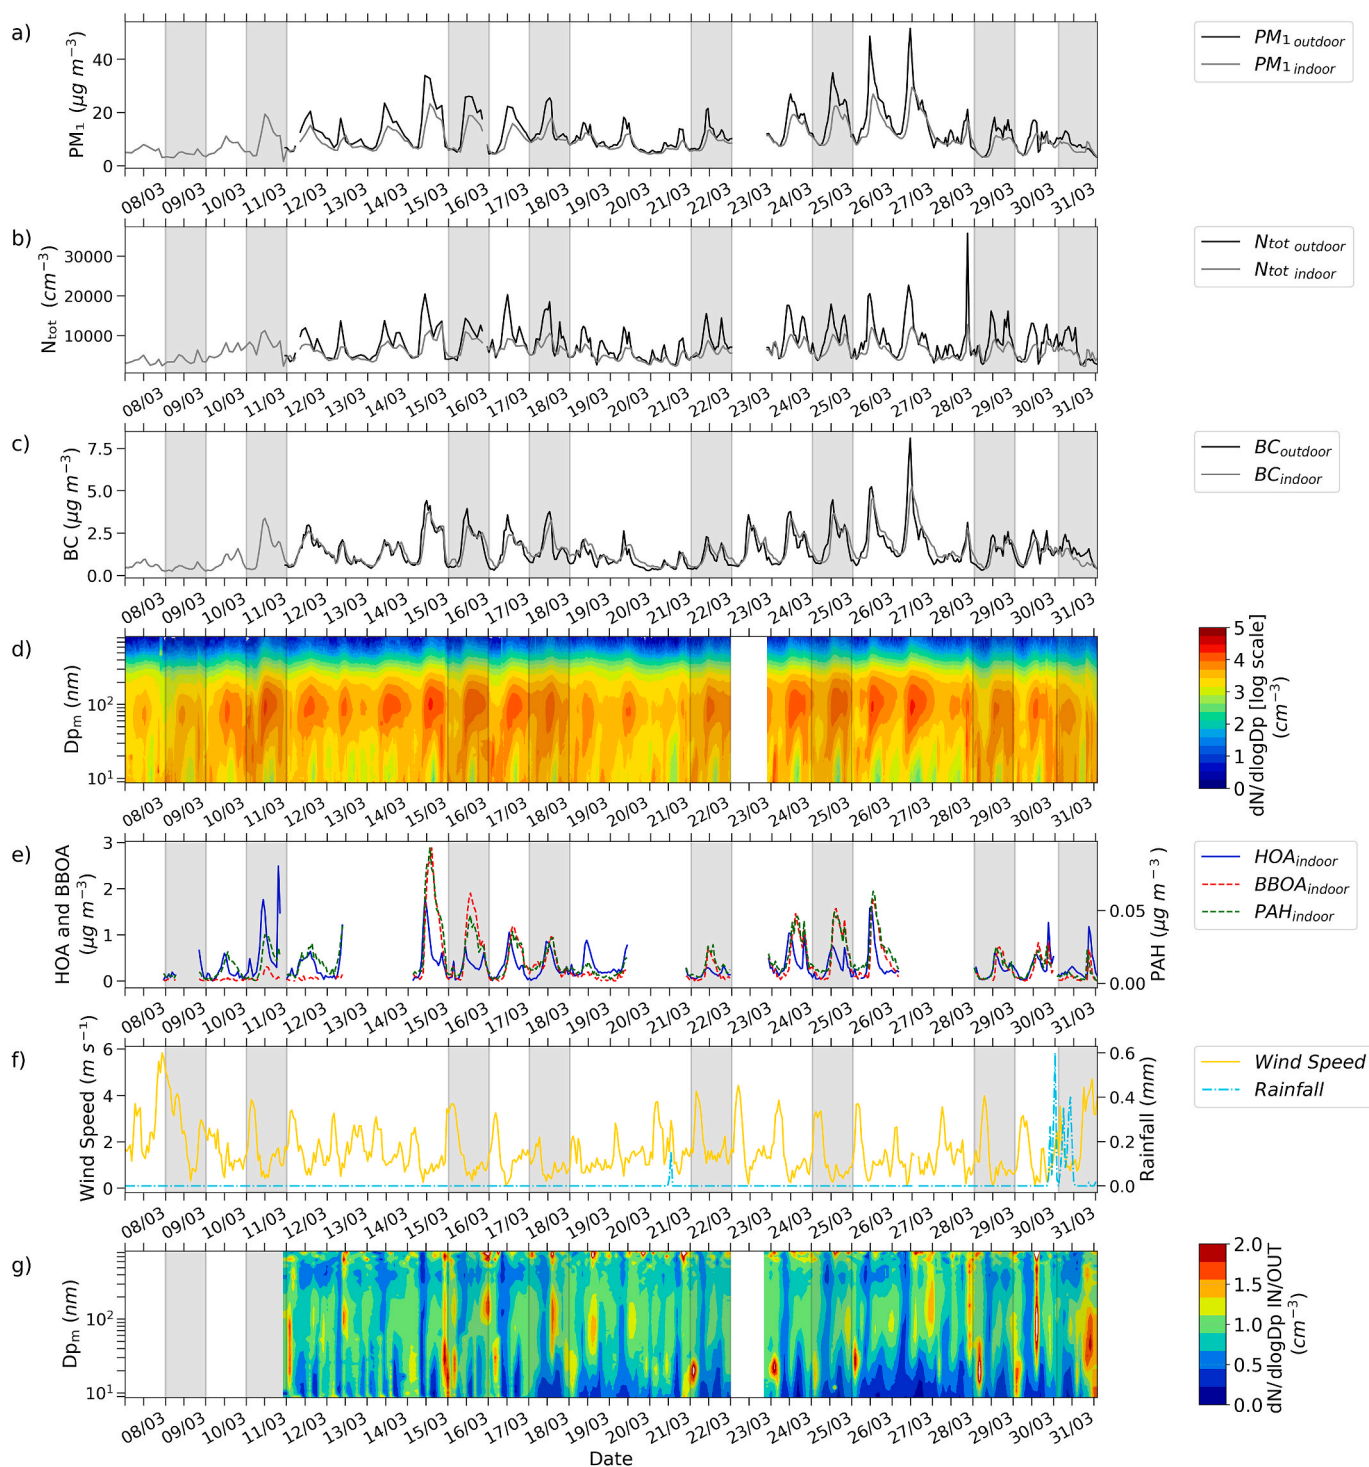 a)
PM₁ (μg m⁻³)
40
20
0
PM₁ outdoor
PM₁ indoor
08/03 09/03 10/03 11/03 12/03 13/03 14/03 15/03 16/03 17/03 18/03 19/03 20/03 21/03 22/03 23/03 24/03 25/03 26/03 27/03 28/03 29/03 30/03 31/03
b)
Nₜₒₜ (cm⁻³)
30000
20000
10000
Ntot outdoor
Ntot indoor
08/03 09/03 10/03 11/03 12/03 13/03 14/03 15/03 16/03 17/03 18/03 19/03 20/03 21/03 22/03 23/03 24/03 25/03 26/03 27/03 28/03 29/03 30/03 31/03
c)
BC (μg m⁻³)
7.5
5.0
2.5
0.0
BCoutdoor
BCindoor
08/03 09/03 10/03 11/03 12/03 13/03 14/03 15/03 16/03 17/03 18/03 19/03 20/03 21/03 22/03 23/03 24/03 25/03 26/03 27/03 28/03 29/03 30/03 31/03
d)
Dpₘ (nm)
10²
10¹
5
4
3
2
1
0
dN/dlogDp [log scale]
(cm⁻³)
08/03 09/03 10/03 11/03 12/03 13/03 14/03 15/03 16/03 17/03 18/03 19/03 20/03 21/03 22/03 23/03 24/03 25/03 26/03 27/03 28/03 29/03 30/03 31/03
e)
HOA and BBOA
(μg m⁻³)
3
2
1
0
0.05
0.00
PAH (μg m⁻³)
HOAindoor
BBOAindoor
PAHindoor
08/03 09/03 10/03 11/03 12/03 13/03 14/03 15/03 16/03 17/03 18/03 19/03 20/03 21/03 22/03 23/03 24/03 25/03 26/03 27/03 28/03 29/03 30/03 31/03
f)
Wind Speed (m s⁻¹)
6
4
2
0
0.6
0.4
0.2
0.0
Rainfall (mm)
Wind Speed
Rainfall
08/03 09/03 10/03 11/03 12/03 13/03 14/03 15/03 16/03 17/03 18/03 19/03 20/03 21/03 22/03 23/03 24/03 25/03 26/03 27/03 28/03 29/03 30/03 31/03
g)
Dpₘ (nm)
10²
10¹
2.0
1.5
1.0
0.5
0.0
dN/dlogDp IN/OUT
(cm⁻³)
08/03 09/03 10/03 11/03 12/03 13/03 14/03 15/03 16/03 17/03 18/03 19/03 20/03 21/03 22/03 23/03 24/03 25/03 26/03 27/03 28/03 29/03 30/03 31/03
Date